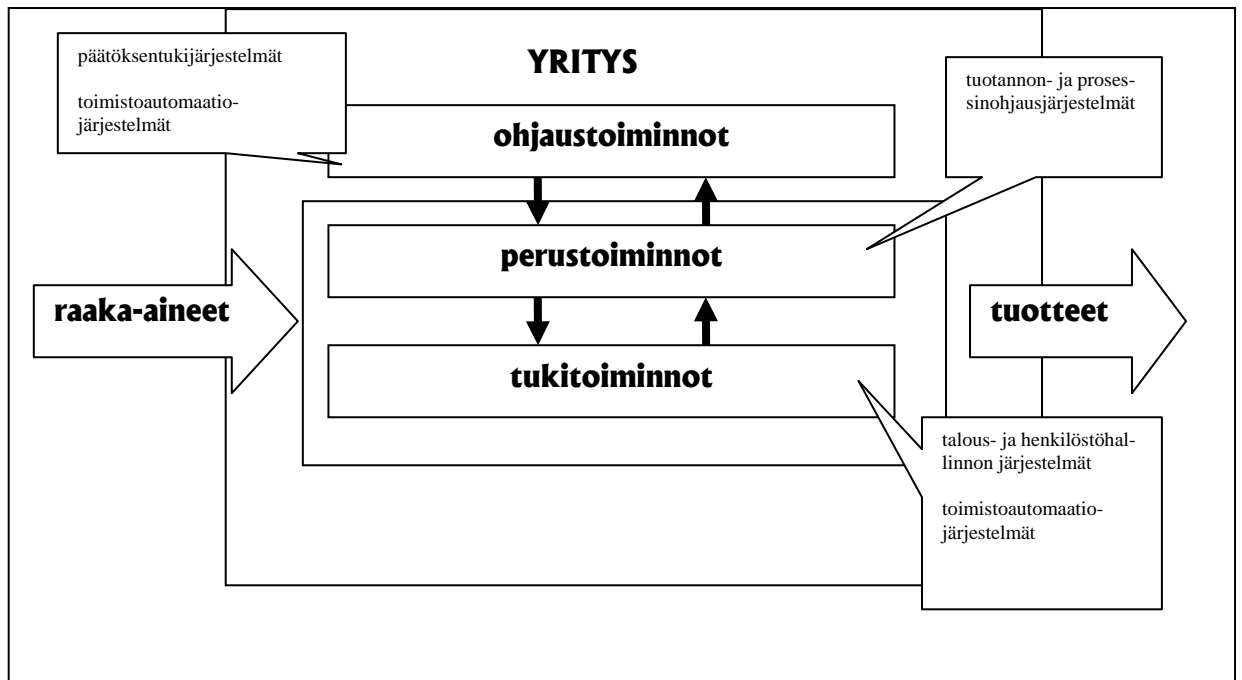 päätöksentukijärjestelmät
toimistoautomaatio-
järjestelmät
YRITYS
tuotannon- ja proses-
sinohjausjärjestelmät
ohjaustoiminnot
perustoiminnot
raaka-aineet
tuotteet
tukitoiminnot
talous- ja henkilöstöhal-
linnon järjestelmät
toimistoautomaatio-
järjestelmät